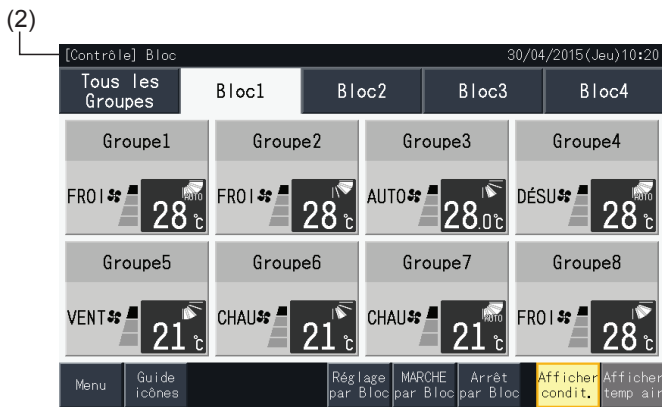 (2)
[Contrôle] Bloc 30/04/2015(Jeu)10:20
Tous les Groupes Bloc1 Bloc2 Bloc3 Bloc4
Groupe1 Groupe2 Groupe3 Groupe4
FROI AUTO 28 ℃ FROI 28 ℃ AUTO 28.0℃ DÉSU AUTO 28 ℃
Groupe5 Groupe6 Groupe7 Groupe8
VENT 21 ℃ CHAU 21 ℃ CHAU AUTO 21 ℃ FROI 28 ℃
Menu Guide icônes Réglage par Bloc MARCHE par Bloc Arrêt par Bloc Afficher condit. Afficher temp air